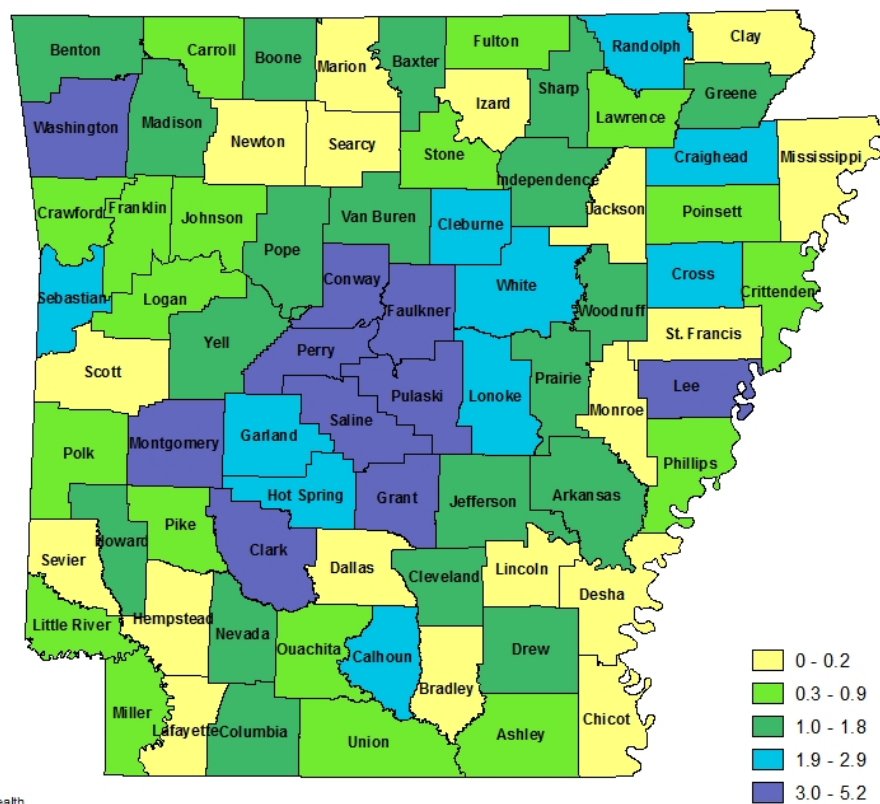 Benton
Carroll
Boone
Marion
Baxter
Fulton
Randolph
Clay
Sharp
Izard
Greene
Lawrence
Washington
Madison
Newton
Searcy
Stone
Independence
Craighead
Mississippi
Jackson
Poinsett
Crawford
Franklin
Johnson
Pope
Van Buren
Cleburne
White
Cross
Crittenden
Sebastian
Logan
Conway
Faulkner
Woodruff
St. Francis
Yell
Perry
Scott
Pulaski
Lonoke
Prairie
Lee
Monroe
Saline
Garland
Montgomery
Polk
Phillips
Hot Spring
Grant
Jefferson
Arkansas
Pike
Howard
Clark
Sevier
Dallas
Cleveland
Lincoln
Desha
Little River
Hempstead
Nevada
Ouachita
Calhoun
Bradley
Drew
Chicot
Miller
Lafayette
Columbia
Union
Ashley
0 - 0.2
0.3 - 0.9
1.0 - 1.8
1.9 - 2.9
3.0 - 5.2